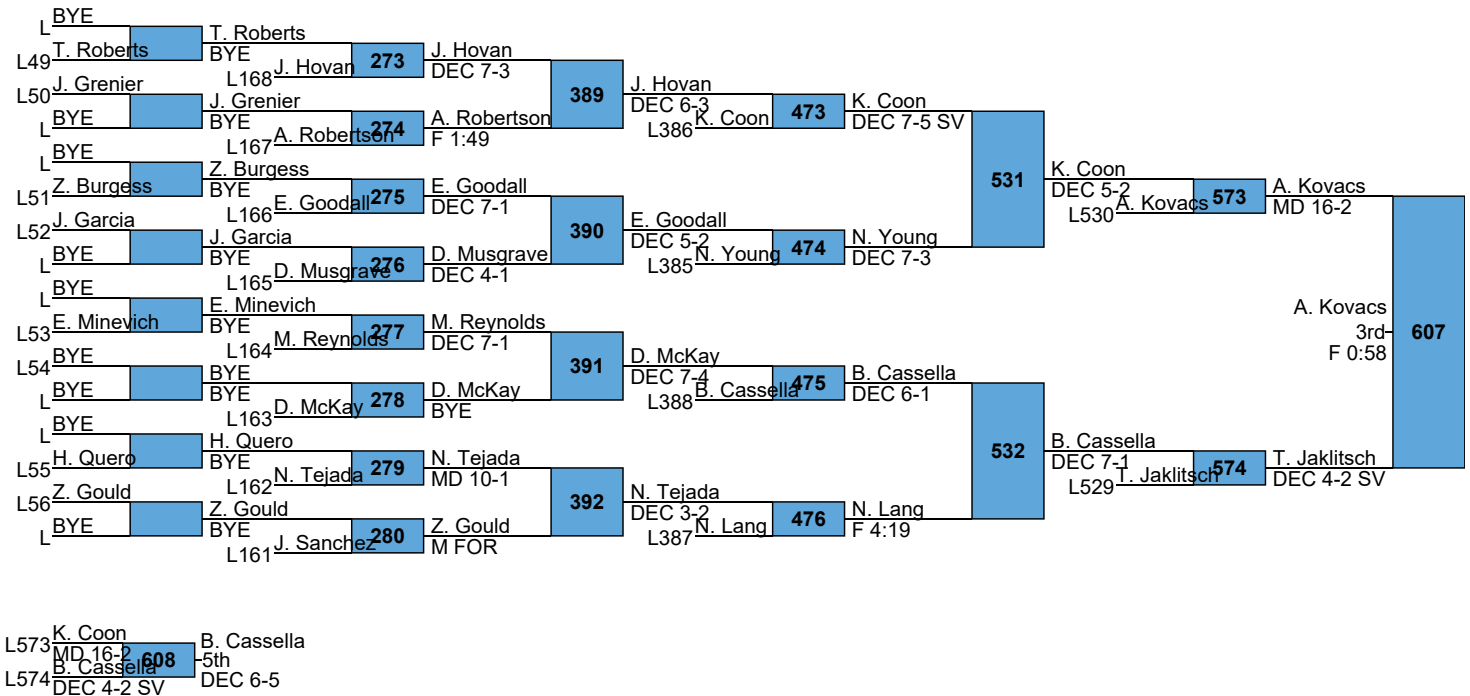 BYE
L
T. Roberts
L49
T. Roberts
BYE
J. Hovan
L168
273
J. Hovan
DEC 7-3
J. Grenier
L50
BYE
L
J. Grenier
BYE
A. Robertson
L167
274
A. Robertson
F 1:49
389
J. Hovan
DEC 6-3
K. Coon
L386
473
K. Coon
DEC 7-5 SV
BYE
L
Z. Burgess
L51
Z. Burgess
BYE
E. Goodall
L166
275
E. Goodall
DEC 7-1
J. Garcia
L52
BYE
L
J. Garcia
BYE
D. Musgrave
L165
276
D. Musgrave
DEC 4-1
390
E. Goodall
DEC 5-2
N. Young
L385
474
N. Young
DEC 7-3
531
K. Coon
DEC 5-2
A. Kovacs
L530
573
A. Kovacs
MD 16-2
BYE
L
E. Minevich
L53
E. Minevich
BYE
M. Reynolds
L164
277
M. Reynolds
DEC 7-1
BYE
L54
BYE
L
BYE
BYE
D. McKay
L163
278
D. McKay
BYE
391
D. McKay
DEC 7-4
B. Cassella
L388
475
B. Cassella
DEC 6-1
BYE
L
H. Quero
L55
H. Quero
BYE
N. Tejada
L162
279
N. Tejada
MD 10-1
Z. Gould
L56
BYE
L
Z. Gould
BYE
J. Sanchez
L161
280
Z. Gould
M FOR
392
N. Tejada
DEC 3-2
N. Lang
L387
476
N. Lang
F 4:19
532
B. Cassella
DEC 7-1
T. Jaklitsch
L529
574
T. Jaklitsch
DEC 4-2 SV
A. Kovacs
3rd
F 0:58
607
K. Coon
L573
MD 16-2
B. Cassella
L574
DEC 4-2 SV
608
B. Cassella
5th
DEC 6-5